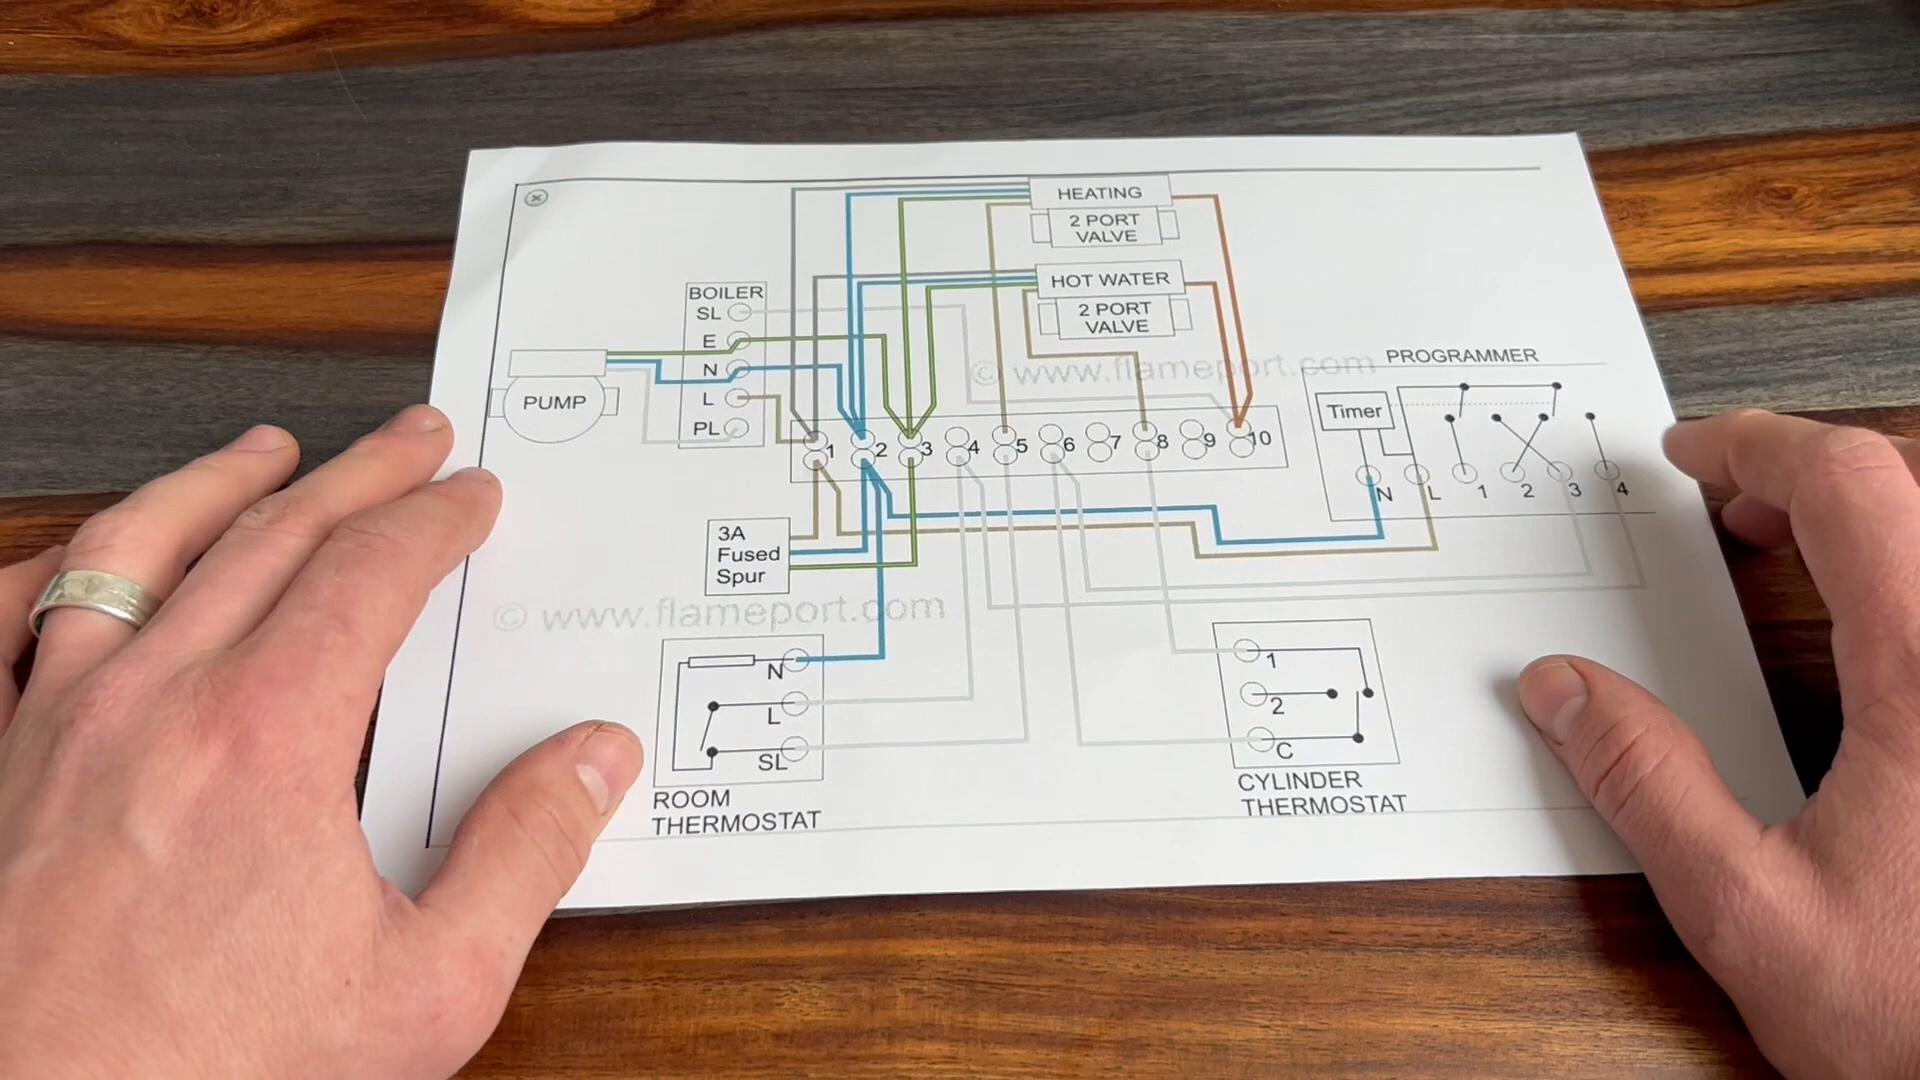 HEATING
2 PORT
VALVE
HOT WATER
2 PORT
VALVE
BOILER
SL
E
N
L
PL
PUMP
© www.flameport.com
PROGRAMMER
Timer
N
L
1
2
3
4
1
2
3
4
5
6
7
8
9
10
3A
Fused
Spur
© www.flameport.com
N
L
SL
ROOM
THERMOSTAT
1
2
C
CYLINDER
THERMOSTAT